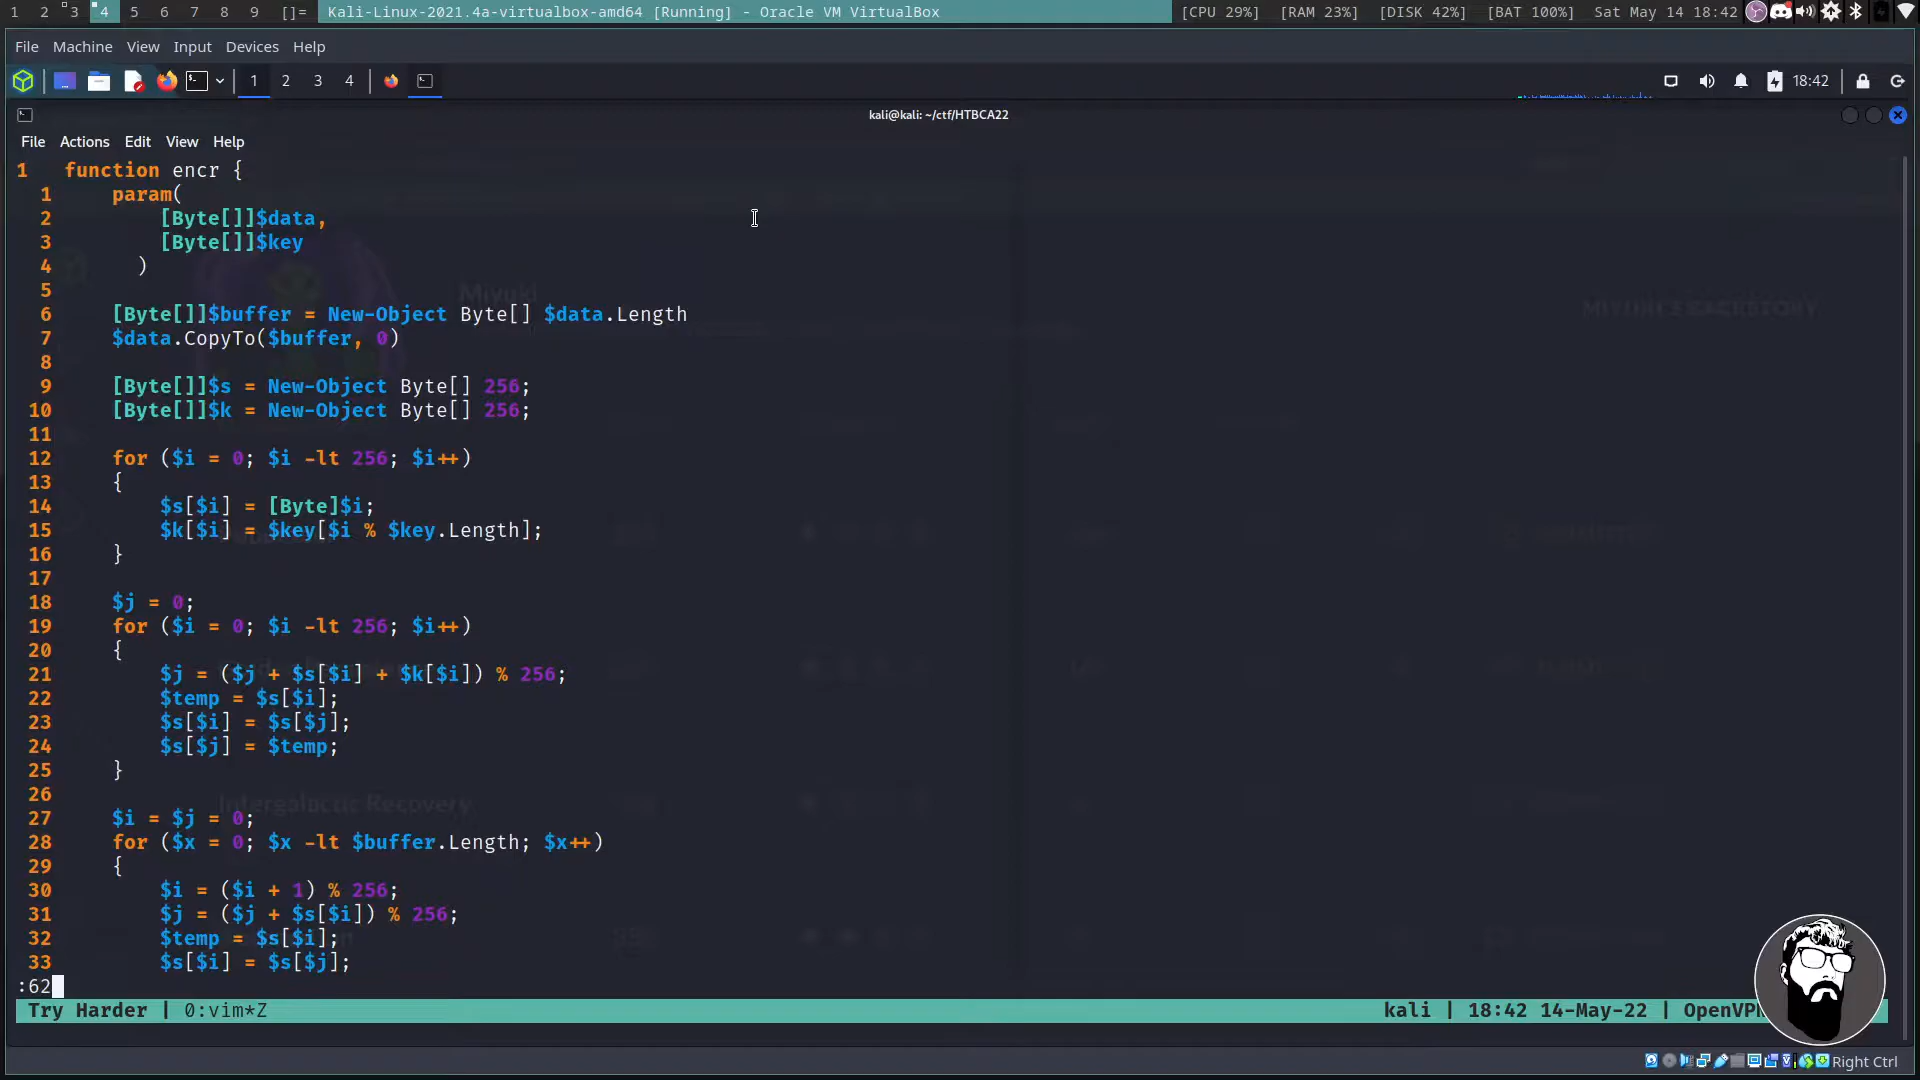 1 2 3 4 5 6 7 8 9 []= Kali-Linux-2021.4a-virtualbox-amd64 [Running] - Oracle VM VirtualBox [CPU 29%] [RAM 23%] [DISK 42%] [BAT 100%] Sat May 14 18:42
File Machine View Input Devices Help
1 2 3 4 18:42
kali@kali: ~/ctf/HTBCA22
File Actions Edit View Help
1 function encr {
1 param(
2 [Byte[]]$data,
3 [Byte[]]$key
4 )
5
6 [Byte[]]$buffer = New-Object Byte[] $data.Length
7 $data.CopyTo($buffer, 0)
8
9 [Byte[]]$s = New-Object Byte[] 256;
10 [Byte[]]$k = New-Object Byte[] 256;
11
12 for ($i = 0; $i -lt 256; $i++)
13 {
14 $s[$i] = [Byte]$i;
15 $k[$i] = $key[$i % $key.Length];
16 }
17
18 $j = 0;
19 for ($i = 0; $i -lt 256; $i++)
20 {
21 $j = ($j + $s[$i] + $k[$i]) % 256;
22 $temp = $s[$i];
23 $s[$i] = $s[$j];
24 $s[$j] = $temp;
25 }
26
27 $i = $j = 0;
28 for ($x = 0; $x -lt $buffer.Length; $x++)
29 {
30 $i = ($i + 1) % 256;
31 $j = ($j + $s[$i]) % 256;
32 $temp = $s[$i];
33 $s[$i] = $s[$j];
:62
Try Harder | 0:vim*Z kali | 18:42 14-May-22 |
Right Ctrl
Miyuki
MIYUKI'S BACKSTORY
Intergalactic Recovery